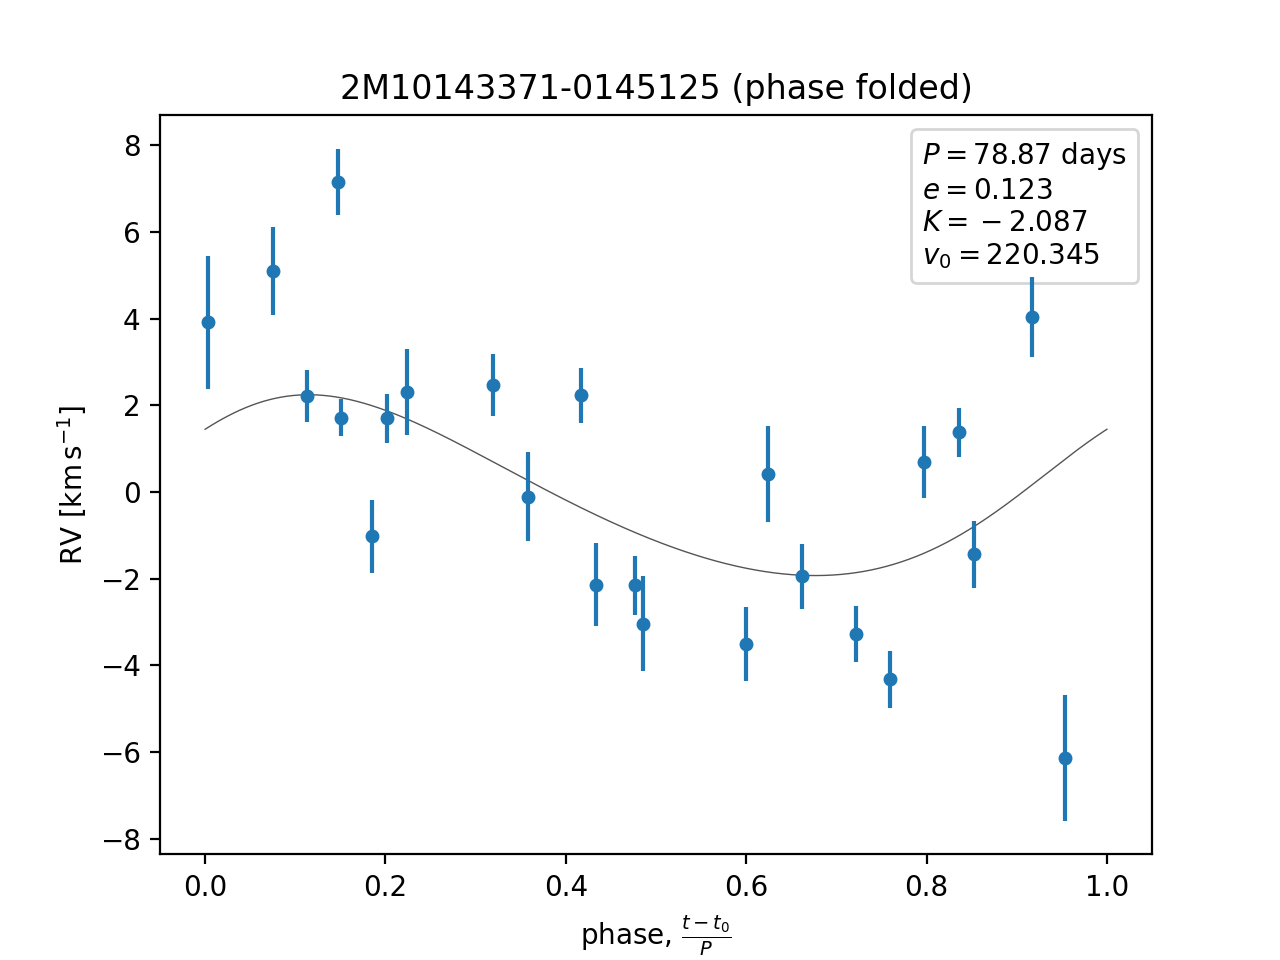 2M10143371-0145125 (phase folded)
P = 78.87 days
e = 0.123
K = −2.087
v₀ = 220.345
8
6
4
2
0
−2
−4
−6
−8
RV [km s⁻¹]
0.0 0.2 0.4 0.6 0.8 1.0
phase, (t − t₀)/P